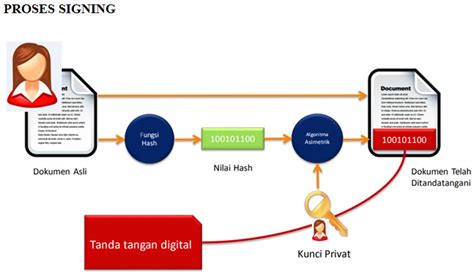 PROSES SIGNING
Document
Fungsi
Hash
100101100
Algoritma
Asimetrik
100101100
Dokumen Asli
Nilai Hash
Dokumen Telah
Ditandatangani
Tanda tangan digital
Kunci Privat